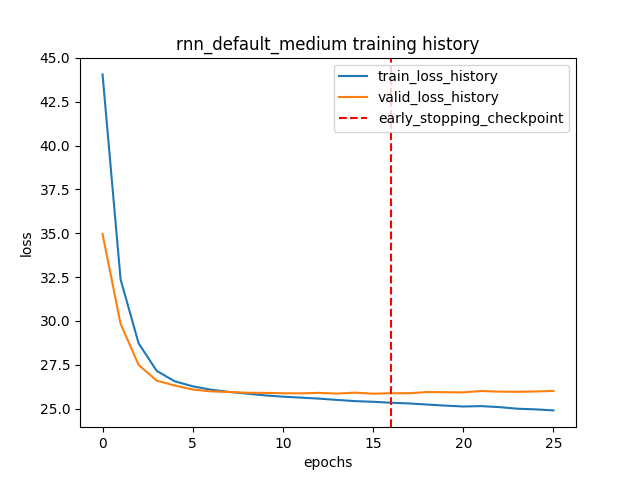 rnn_default_medium training history
train_loss_history
valid_loss_history
early_stopping_checkpoint
45.0
42.5
40.0
37.5
35.0
32.5
30.0
27.5
25.0
loss
0 5 10 15 20 25
epochs